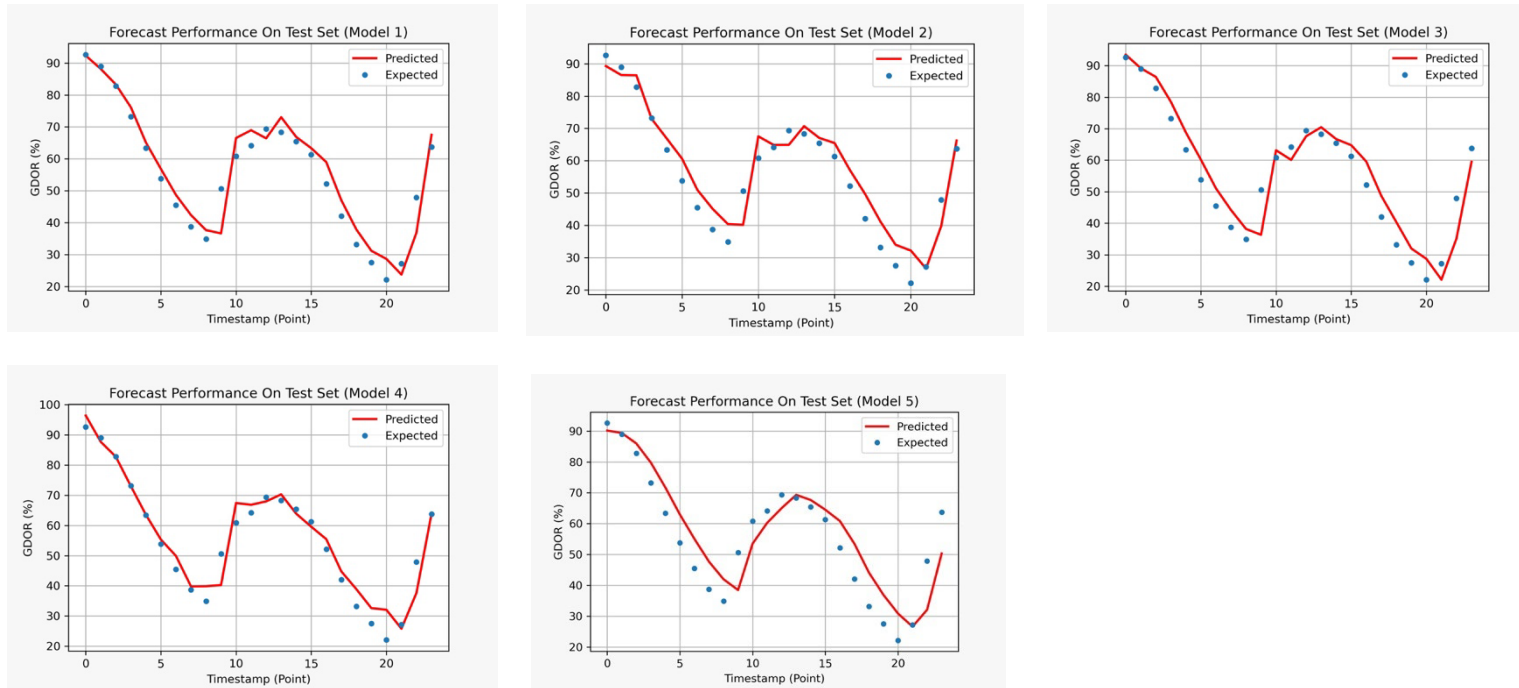 Forecast Performance On Test Set (Model 1)
Predicted
Expected
GDOR (%)
90
80
70
60
50
40
30
20
0 5 10 15 20
Timestamp (Point)
Forecast Performance On Test Set (Model 2)
Predicted
Expected
GDOR (%)
90
80
70
60
50
40
30
20
0 5 10 15 20
Timestamp (Point)
Forecast Performance On Test Set (Model 3)
Predicted
Expected
GDOR (%)
90
80
70
60
50
40
30
20
0 5 10 15 20
Timestamp (Point)
Forecast Performance On Test Set (Model 4)
Predicted
Expected
GDOR (%)
100
90
80
70
60
50
40
30
20
0 5 10 15 20
Timestamp (Point)
Forecast Performance On Test Set (Model 5)
Predicted
Expected
GDOR (%)
90
80
70
60
50
40
30
20
0 5 10 15 20
Timestamp (Point)